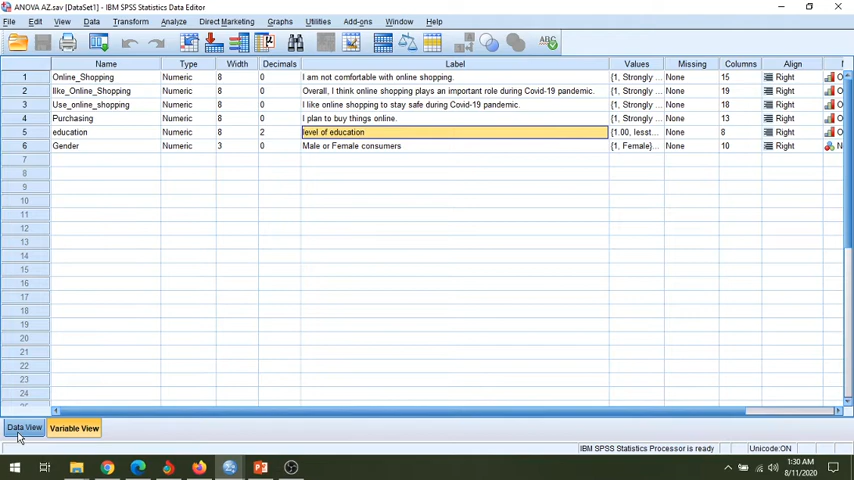 ANOVA AZ.sav [DataSet1] - IBM SPSS Statistics Data Editor
File Edit View Data Transform Analyze Direct Marketing Graphs Utilities Add-ons Window Help
Name Type Width Decimals Label Values Missing Columns Align
1 Online_Shopping Numeric 8 0 I am not comfortable with online shopping. {1, Strongly ... None 15 Right O
2 Ilke_Online_Shopping Numeric 8 0 Overall, I think online shopping plays an important role during Covid-19 pandemic. {1, Strongly ... None 19 Right O
3 Use_online_shopping Numeric 8 0 I like online shopping to stay safe during Covid-19 pandemic. {1, Strongly ... None 18 Right O
4 Purchasing Numeric 8 0 I plan to buy things online. {1, Strongly ... None 13 Right O
5 education Numeric 8 2 level of education {1.00, lesst... None 8 Right O
6 Gender Numeric 3 0 Male or Female consumers {1, Female}... None 10 Right N
7
8
9
10
11
12
13
14
15
16
17
18
19
20
21
22
23
24
Data View Variable View
IBM SPSS Statistics Processor is ready Unicode:ON
1:30 AM
8/11/2020